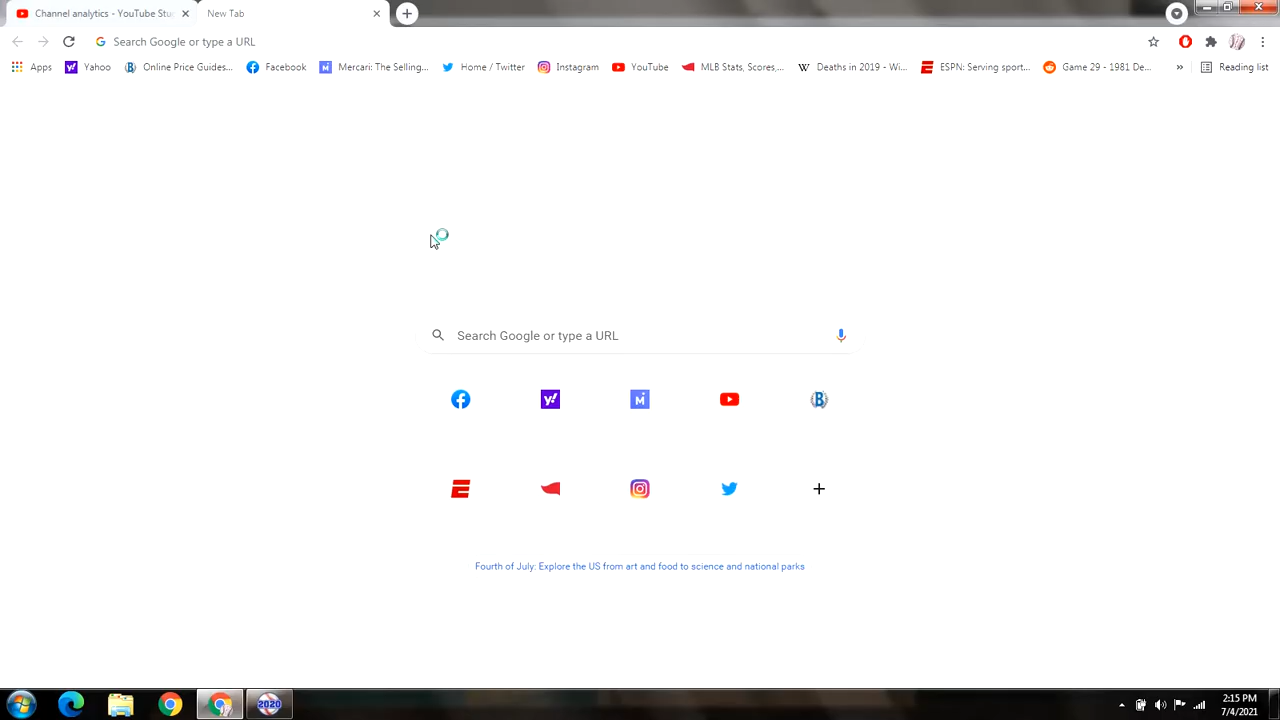 Channel analytics - YouTube Stu
New Tab
Search Google or type a URL
Apps
Yahoo
Online Price Guides...
Facebook
Mercari: The Selling...
Home / Twitter
Instagram
YouTube
MLB Stats, Scores,...
Deaths in 2019 - Wi...
ESPN: Serving sport...
Game 29 - 1981 De...
»
Reading list
Search Google or type a URL
Fourth of July: Explore the US from art and food to science and national parks
2020
2:15 PM
7/4/2021